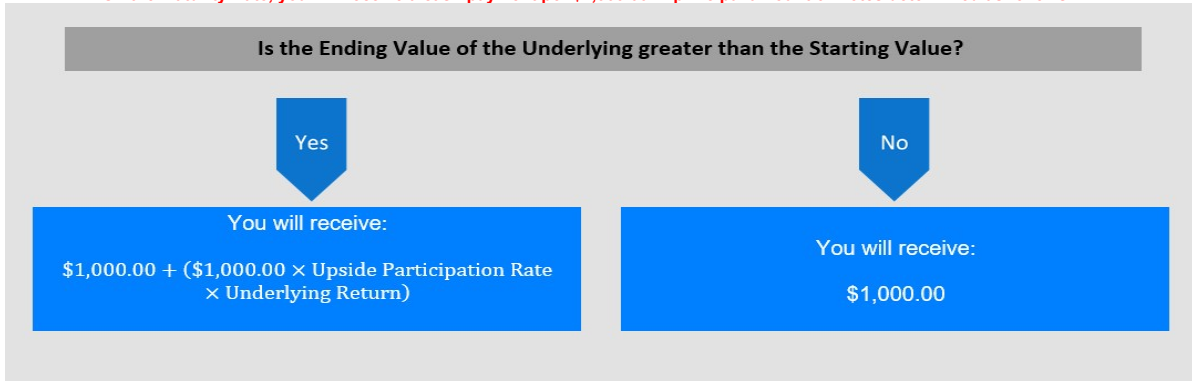 Is the Ending Value of the Underlying greater than the Starting Value?
Yes
No
You will receive:
$1,000.00 + ($1,000.00 × Upside Participation Rate
× Underlying Return)
You will receive:
$1,000.00